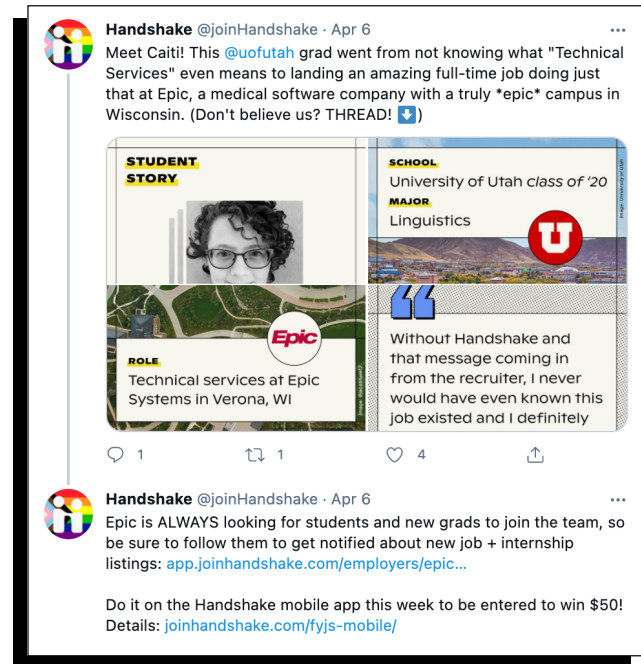 Handshake @joinHandshake · Apr 6
Meet Caiti! This @uofutah grad went from not knowing what "Technical
Services" even means to landing an amazing full-time job doing just
that at Epic, a medical software company with a truly *epic* campus in
Wisconsin. (Don't believe us? THREAD! ⬇️)
STUDENT
STORY
SCHOOL
University of Utah class of '20
MAJOR
Linguistics
U
Image: University of Utah
Epic
ROLE
Technical services at Epic
Systems in Verona, WI
Without Handshake and
that message coming in
from the recruiter, I never
would have even known this
job existed and I definitely
1
1
4
Handshake @joinHandshake · Apr 6
Epic is ALWAYS looking for students and new grads to join the team, so
be sure to follow them to get notified about new job + internship
listings: app.joinhandshake.com/employers/epic...
Do it on the Handshake mobile app this week to be entered to win $50!
Details: joinhandshake.com/fyjs-mobile/